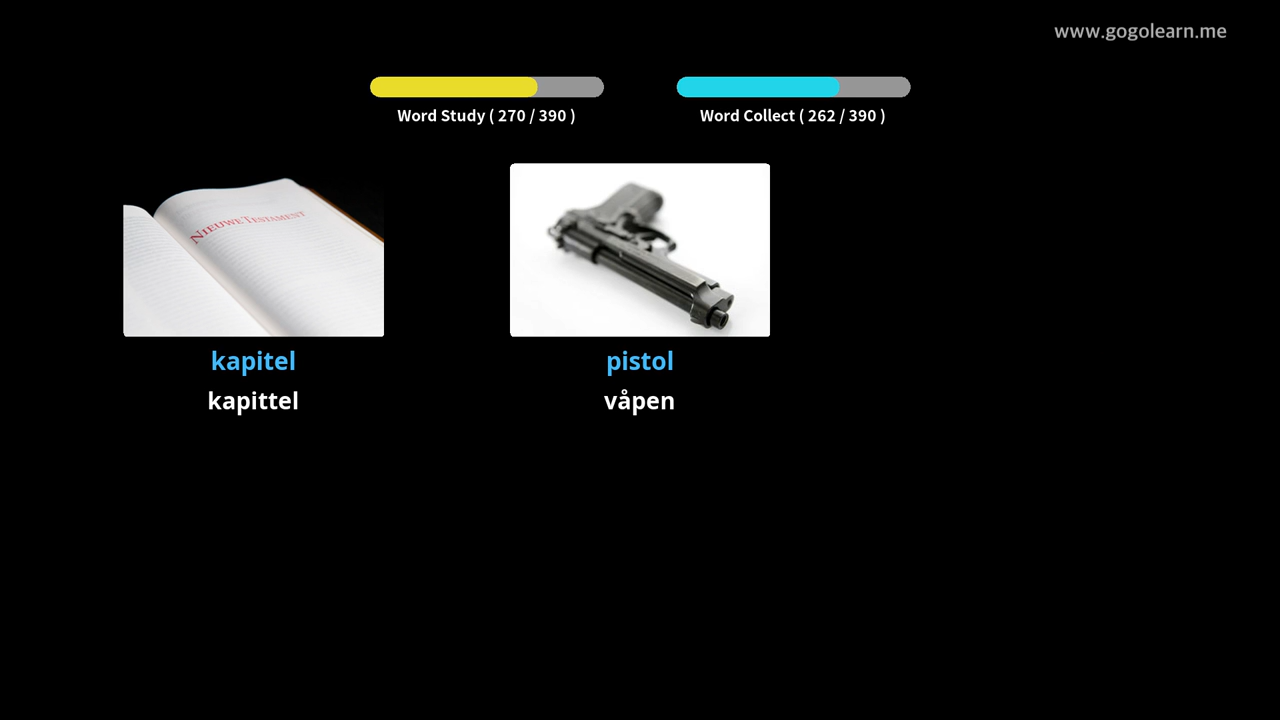 www.gogolearn.me
Word Study ( 270 / 390 )
Word Collect ( 262 / 390 )
NIEUWE TESTAMENT
kapitel
kapittel
pistol
våpen